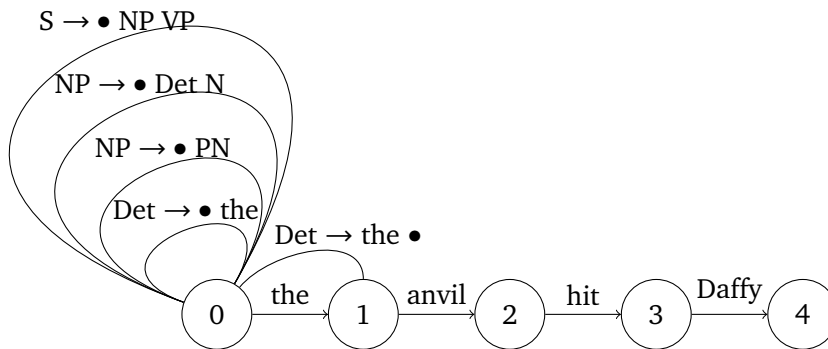 S → • NP VP
NP → • Det N
NP → • PN
Det → • the
Det → the •
the
anvil
hit
Daffy
0
1
2
3
4